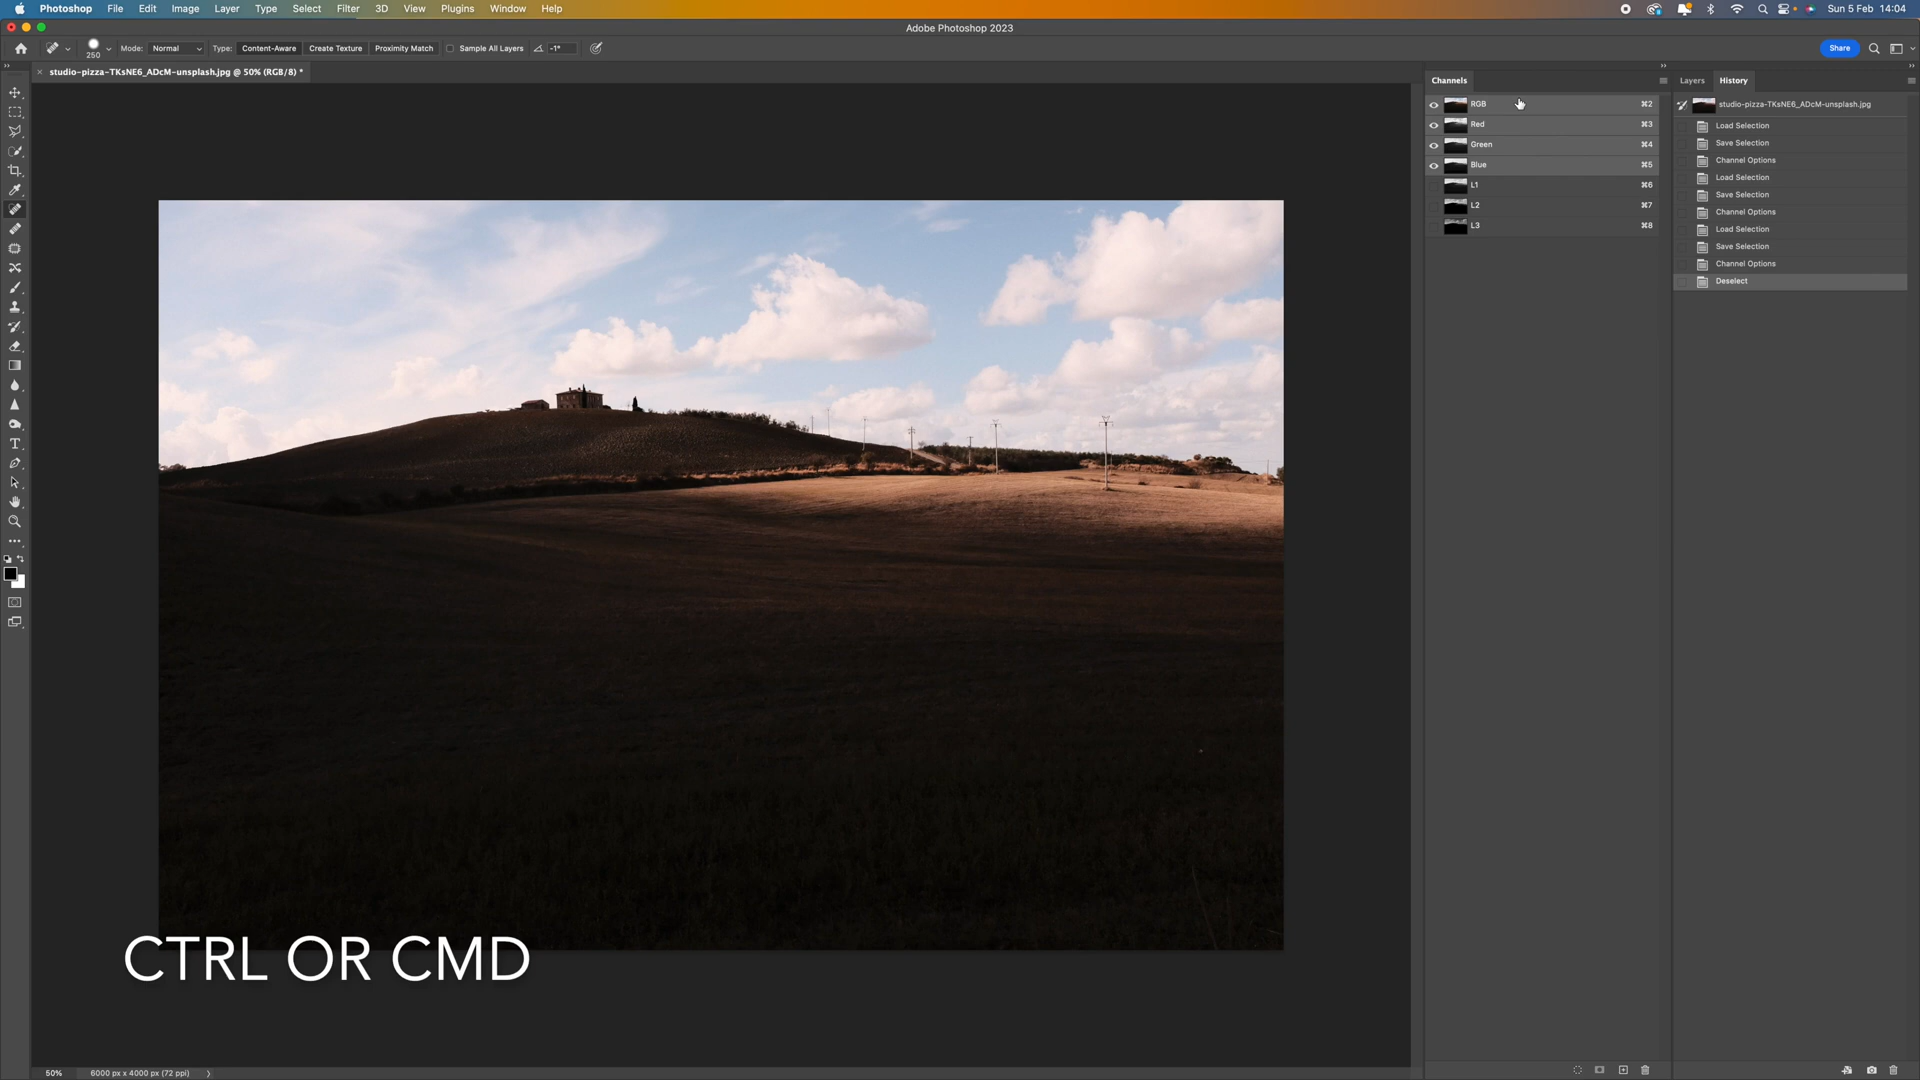 Photoshop File Edit Image Layer Type Select Filter 3D View Plugins Window Help Sun 5 Feb 14:04
Adobe Photoshop 2023
250 Mode: Normal Type: Content-Aware Create Texture Proximity Match Sample All Layers -1° Share
× studio-pizza-TKsNE6_ADcM-unsplash.jpg @ 50% (RGB/8) *
Channels
RGB ⌘2
Red ⌘3
Green ⌘4
Blue ⌘5
L1 ⌘6
L2 ⌘7
L3 ⌘8
Layers History
studio-pizza-TKsNE6_ADcM-unsplash.jpg
Load Selection
Save Selection
Channel Options
Load Selection
Save Selection
Channel Options
Load Selection
Save Selection
Channel Options
Deselect
CTRL OR CMD
50% 6000 px x 4000 px (72 ppi)